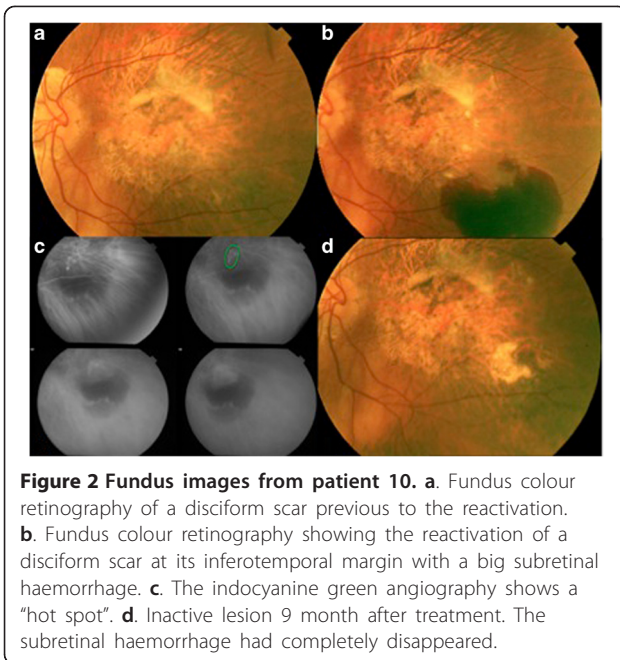 a
b
c
d
Figure 2 Fundus images from patient 10. a. Fundus colour
retinography of a disciform scar previous to the reactivation.
b. Fundus colour retinography showing the reactivation of a
disciform scar at its inferotemporal margin with a big subretinal
haemorrhage. c. The indocyanine green angiography shows a
"hot spot". d. Inactive lesion 9 month after treatment. The
subretinal haemorrhage had completely disappeared.